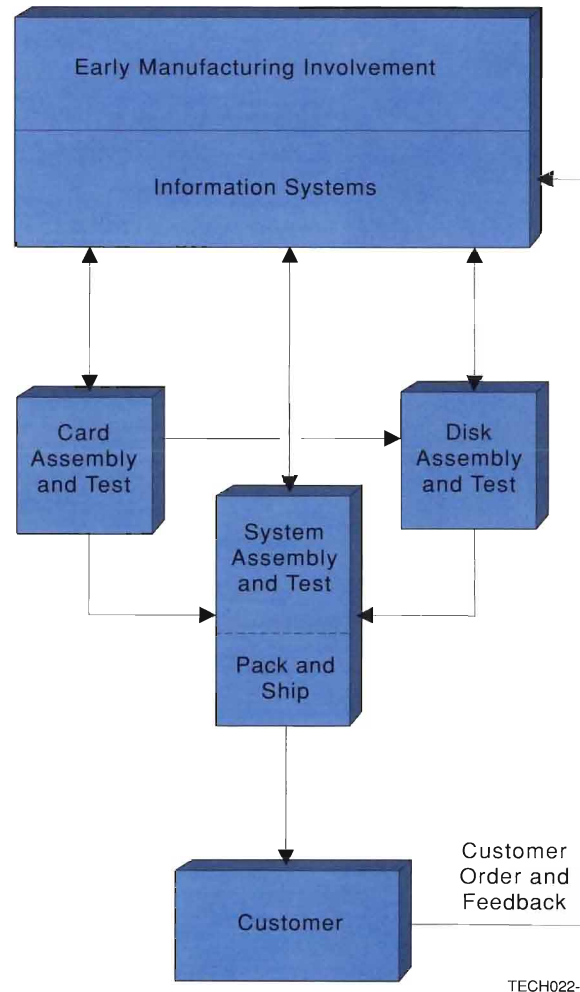 Early Manufacturing Involvement
Information Systems
Card
Assembly
and Test
Disk
Assembly
and Test
System
Assembly
and Test
Pack and
Ship
Customer
Order and
Feedback
Customer
TECH022-